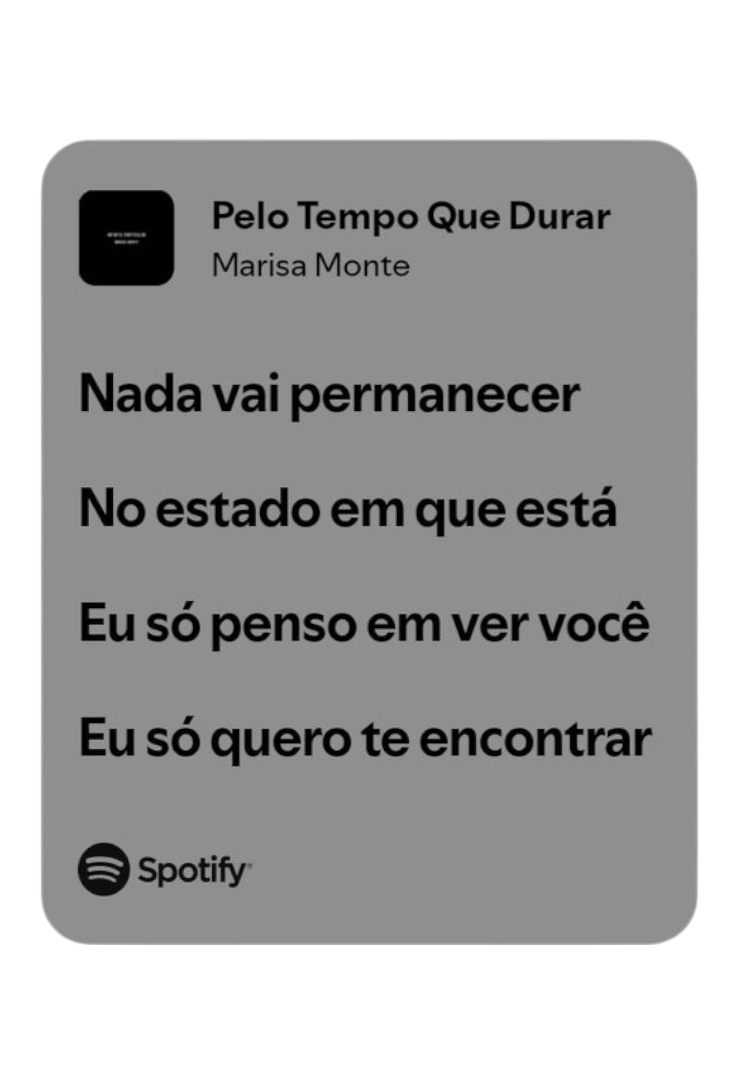 Pelo Tempo Que Durar
Marisa Monte
Nada vai permanecer
No estado em que está
Eu só penso em ver você
Eu só quero te encontrar
Spotify